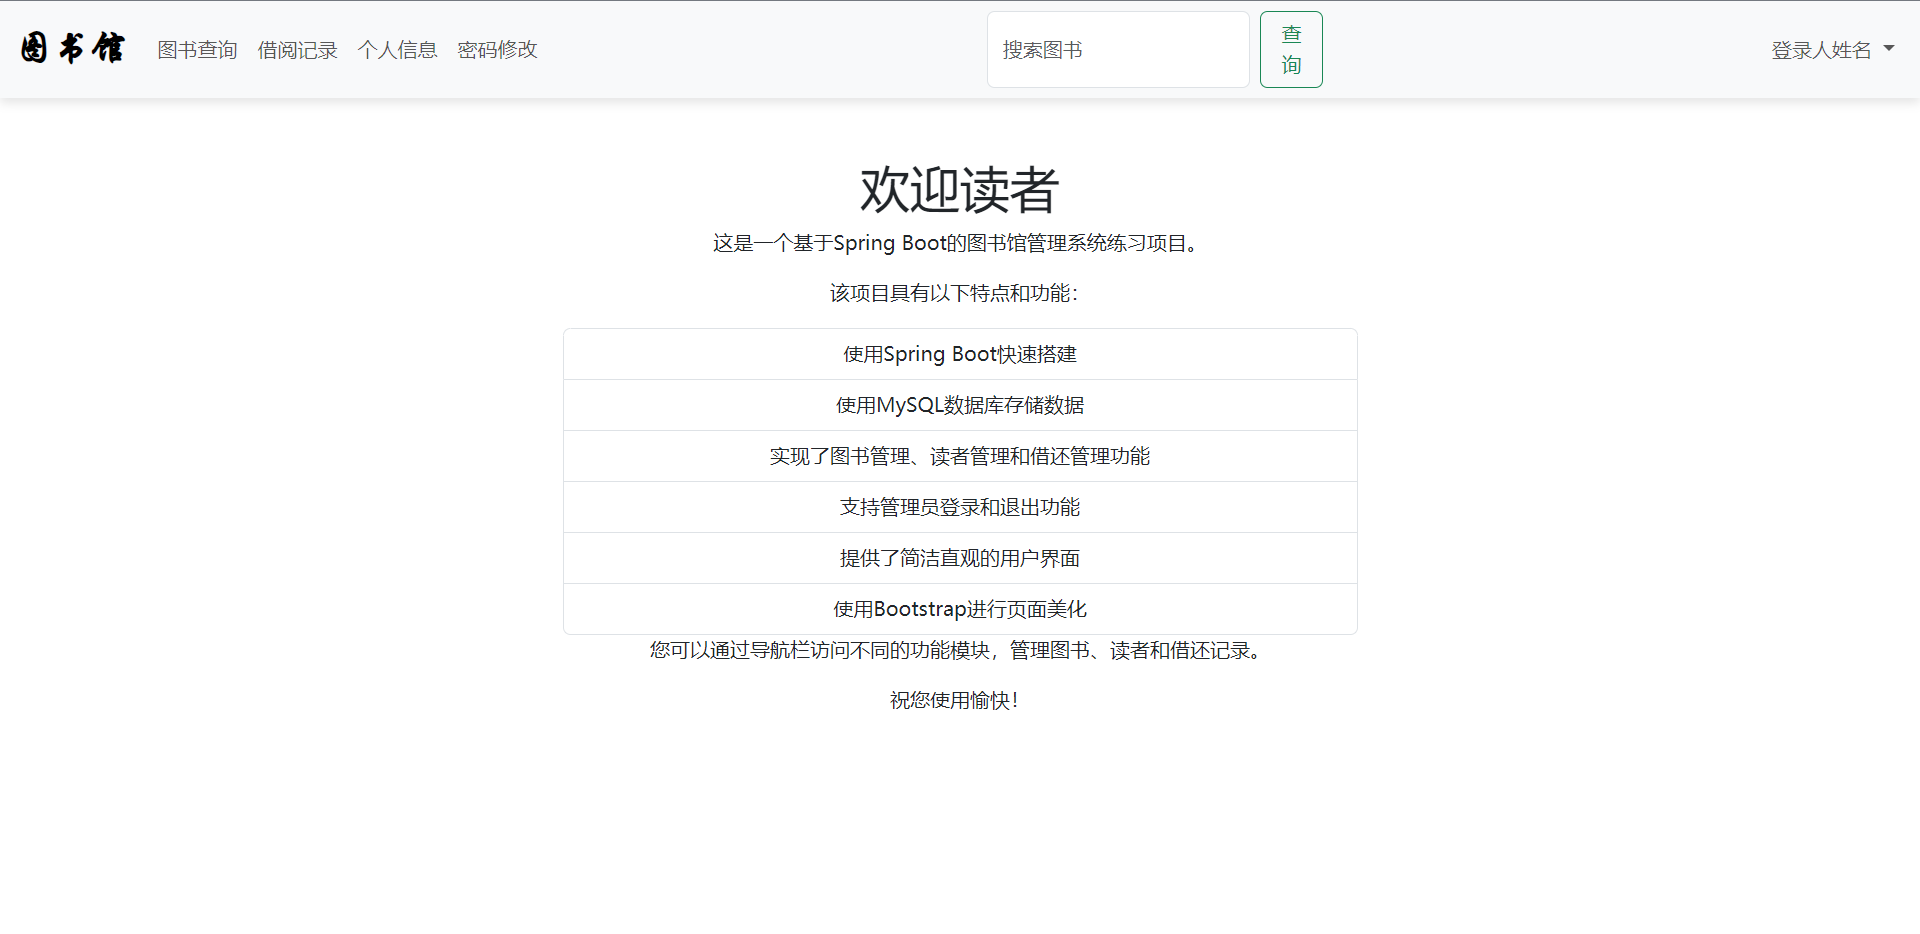 图书馆 图书查询 借阅记录 个人信息 密码修改 搜索图书 查询 登录人姓名
欢迎读者
这是一个基于Spring Boot的图书馆管理系统练习项目。
该项目具有以下特点和功能：
使用Spring Boot快速搭建
使用MySQL数据库存储数据
实现了图书管理、读者管理和借还管理功能
支持管理员登录和退出功能
提供了简洁直观的用户界面
使用Bootstrap进行页面美化
您可以通过导航栏访问不同的功能模块，管理图书、读者和借还记录。
祝您使用愉快！